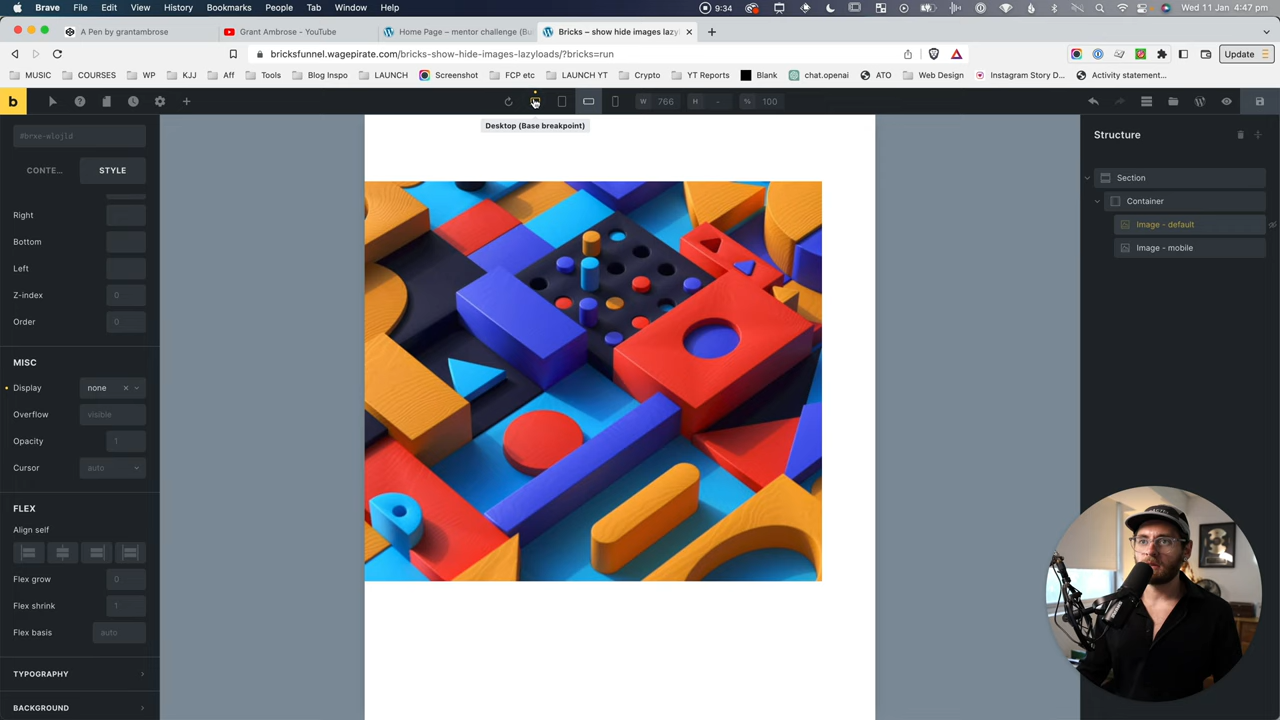 Brave File Edit View History Bookmarks People Tab Window Help 9:34 Wed 11 Jan 4:47 pm
A Pen by grantambrose Grant Ambrose - YouTube Home Page – mentor challenge (Bu Bricks – show hide images lazylo
bricksfunnel.wagepirate.com/bricks-show-hide-images-lazyloads/?bricks=run Update
MUSIC COURSES WP KJJ Aff Tools Blog Inspo LAUNCH Screenshot FCP etc LAUNCH YT Crypto YT Reports Blank chat.openai ATO Web Design Instagram Story D... Activity statement...
b W 766 H - % 100
Desktop (Base breakpoint)
#brxe-wlojld
CONTE... STYLE
Right
Bottom
Left
Z-index 0
Order 0
MISC
Display none
Overflow visible
Opacity 1
Cursor auto
FLEX
Align self
Flex grow 0
Flex shrink 1
Flex basis auto
TYPOGRAPHY
BACKGROUND
Structure
Section
Container
Image - default
Image - mobile